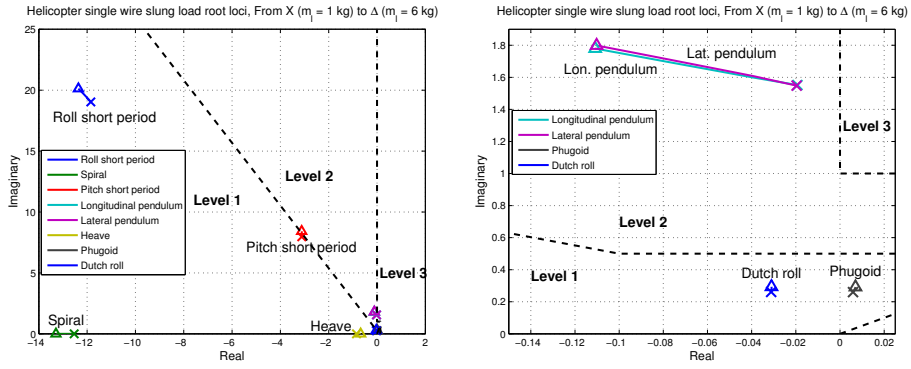 Helicopter single wire slung load root loci, From X (m_l = 1 kg) to Δ (m_l = 6 kg)
25
20
15
10
5
0
Imaginary
−14
−12
−10
−8
−6
−4
−2
0
2
Real
Roll short period
Level 2
Level 1
Pitch short period
Level 3
Spiral
Heave
Roll short period
Spiral
Pitch short period
Longitudinal pendulum
Lateral pendulum
Heave
Phugoid
Dutch roll
Helicopter single wire slung load root loci, From X (m_l = 1 kg) to Δ (m_l = 6 kg)
1.8
1.6
1.4
1.2
1
0.8
0.6
0.4
0.2
0
Imaginary
−0.14
−0.12
−0.1
−0.08
−0.06
−0.04
−0.02
0
0.02
Real
Lat. pendulum
Lon. pendulum
Longitudinal pendulum
Lateral pendulum
Phugoid
Dutch roll
Level 3
Level 2
Level 1
Dutch roll
Phugoid